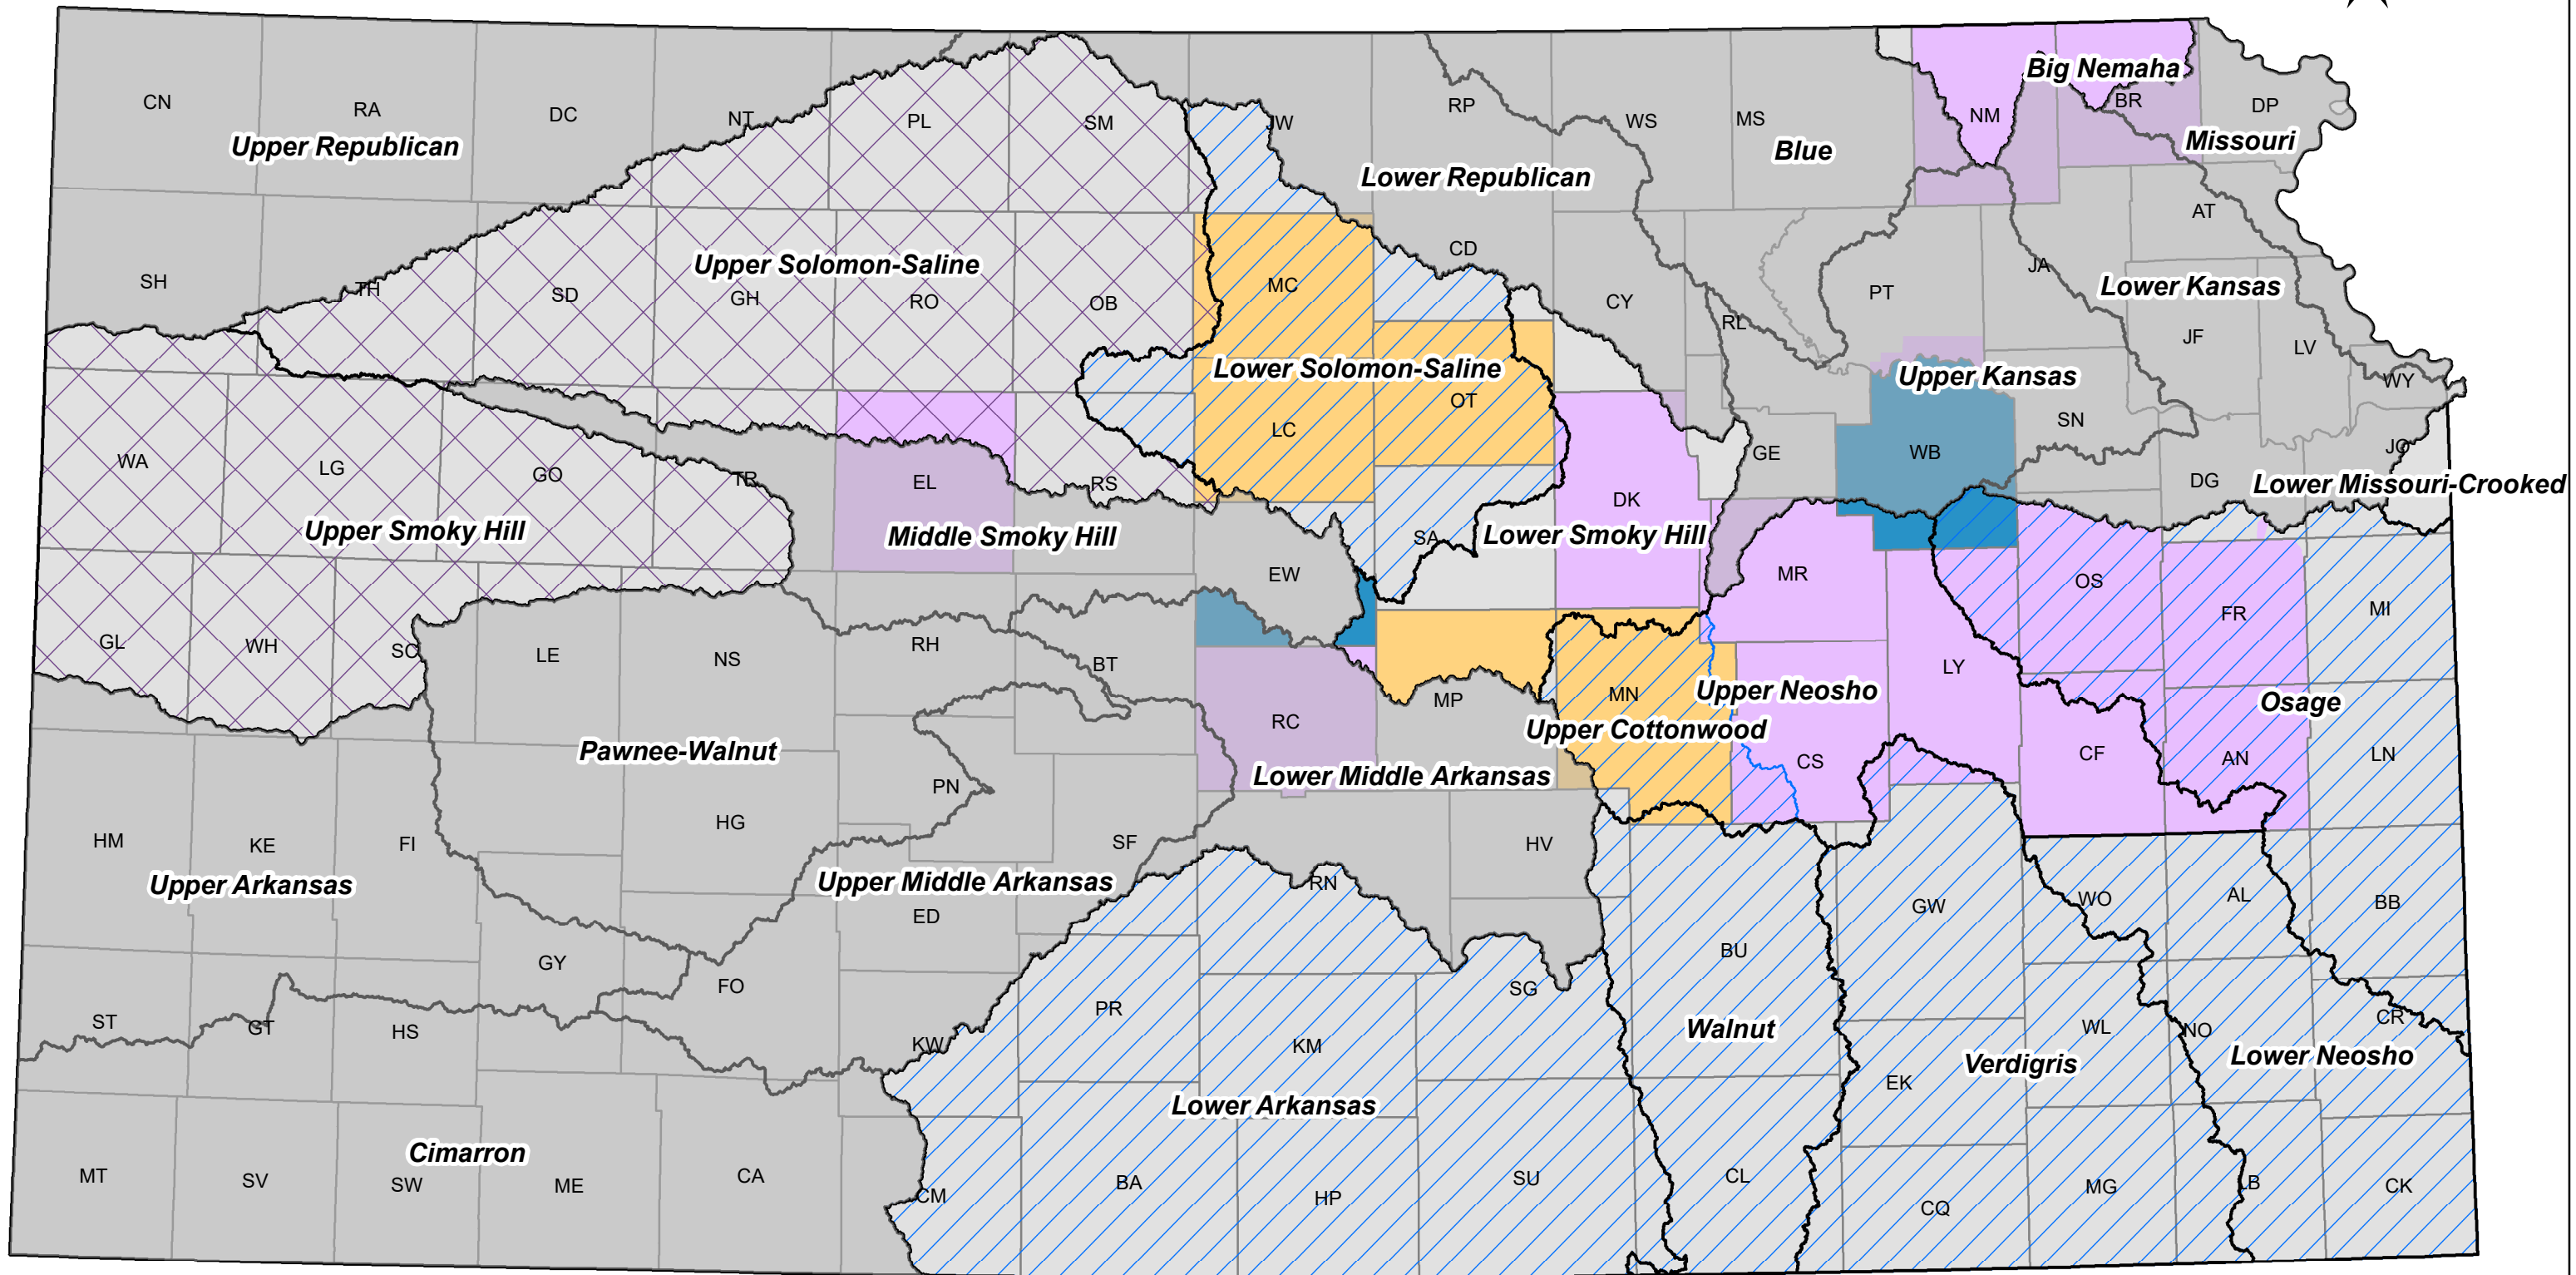 Big Nemaha
CN
RA
DC
NT
PL
SM
JW
RP
WS
MS
NM
BR
DP
Upper Republican
Lower Republican
Blue
Missouri
SH
TH
SD
GH
RO
OB
MC
CD
CY
RL
PT
JA
AT
Upper Solomon-Saline
Lower Kansas
JF
LV
WY
Lower Solomon-Saline
Upper Kansas
LC
OT
SN
JO
WA
LG
GO
TR
EL
RS
GE
WB
DG
Lower Missouri-Crooked
Upper Smoky Hill
Middle Smoky Hill
SA
DK
Lower Smoky Hill
EW
MR
OS
FR
MI
GL
WH
SC
LE
NS
RH
BT
LY
RC
MP
MN
Upper Neosho
Osage
Pawnee-Walnut
Upper Cottonwood
Lower Middle Arkansas
CS
CF
AN
LN
PN
HG
HM
KE
FI
SF
HV
Upper Arkansas
Upper Middle Arkansas
RN
ED
GW
WO
AL
BB
GY
FO
PR
SG
BU
ST
GT
HS
KW
KM
Walnut
WL
NO
CR
EK
Verdigris
Lower Neosho
Lower Arkansas
Cimarron
MT
SV
SW
ME
CA
CM
BA
HP
SU
CL
CQ
MG
LB
CK